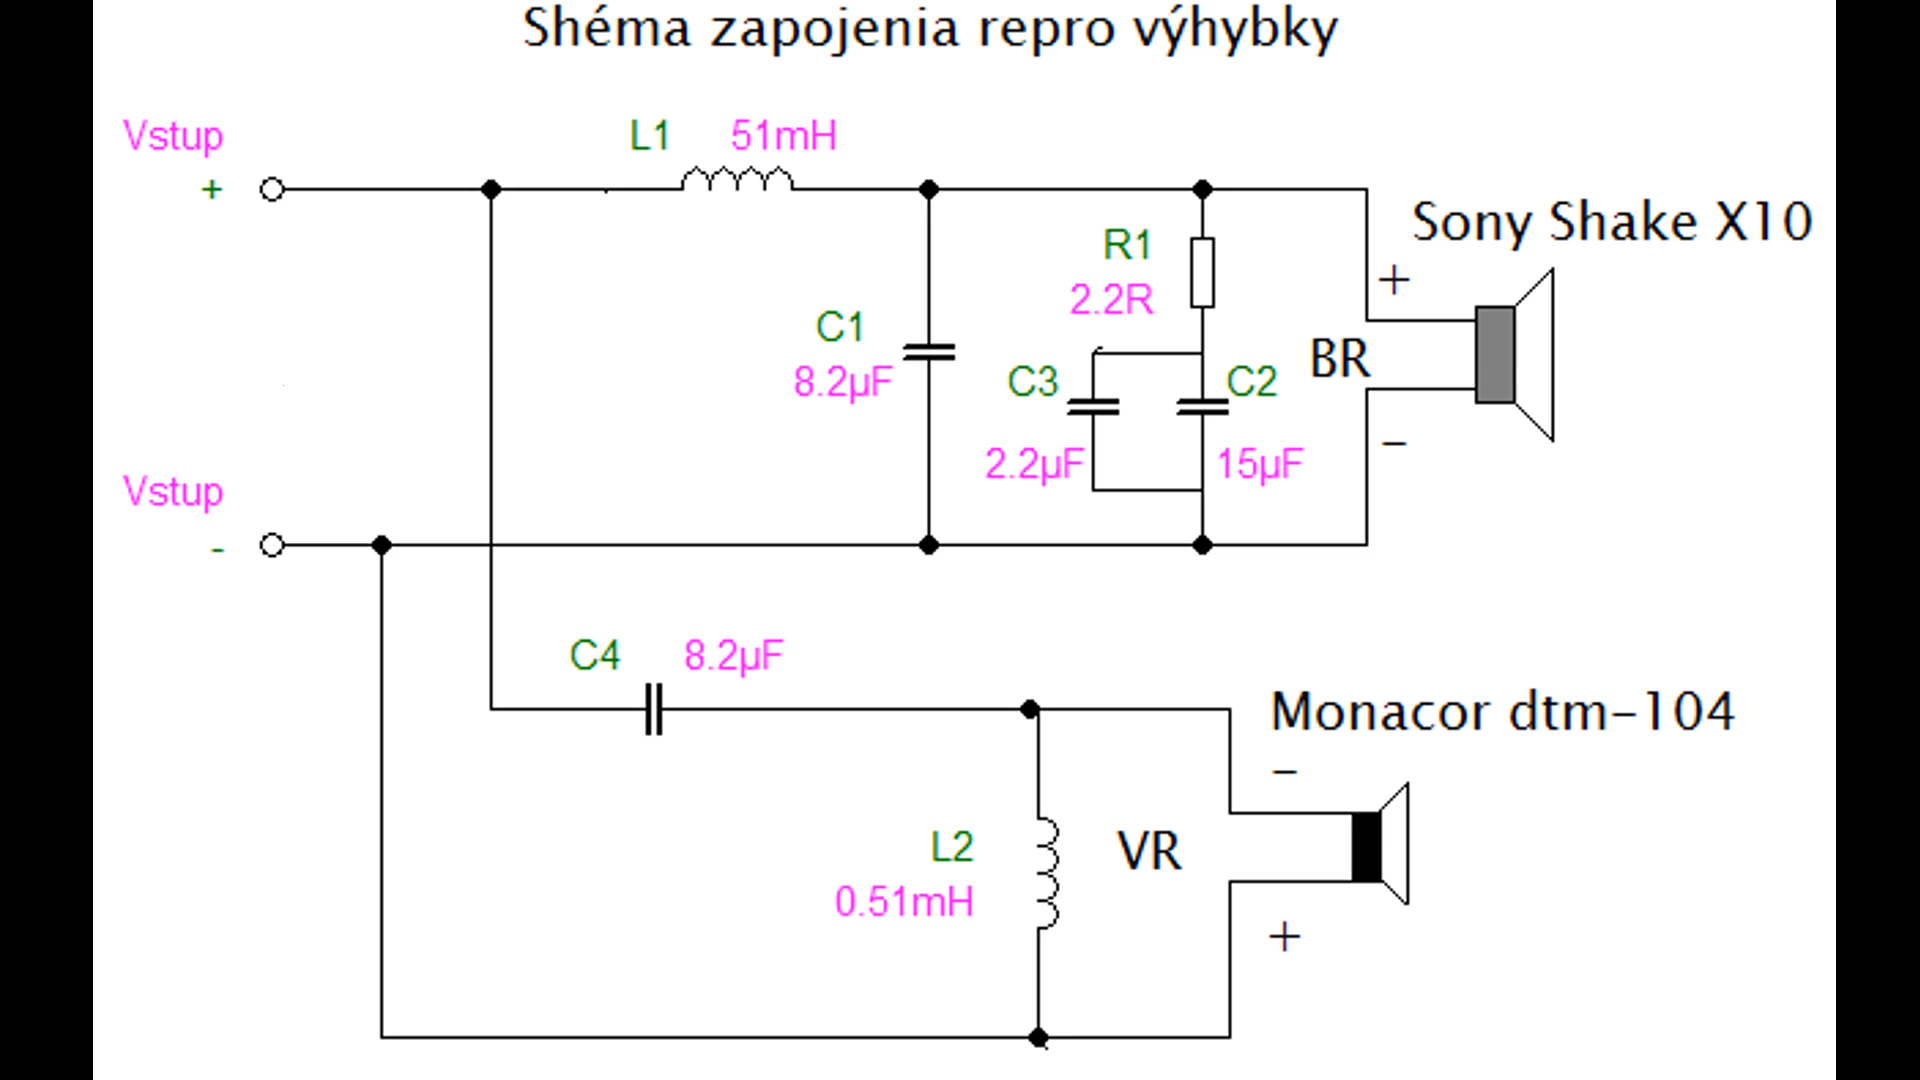 Shéma zapojenia repro výhybky
Vstup
+
L1 51mH
Sony Shake X10
+
R1
2.2R
C1
8.2µF
BR
C3
C2
2.2µF
15µF
–
Vstup
-
C4 8.2µF
Monacor dtm-104
–
L2
0.51mH
VR
+